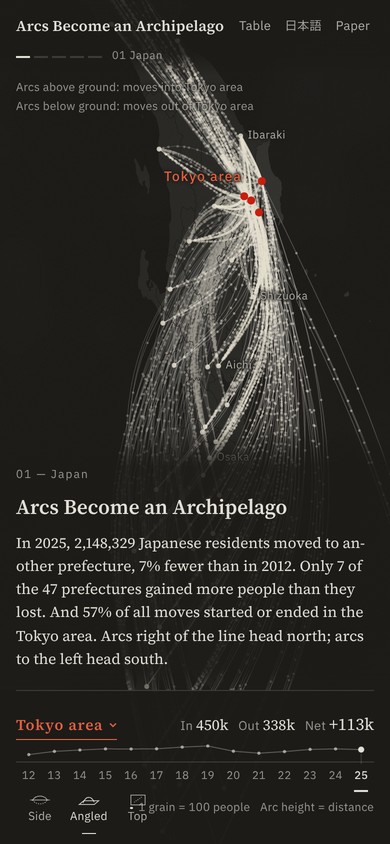 Arcs Become an Archipelago Table 日本語 Paper
01 Japan
Arcs above ground: moves into Tokyo area
Arcs below ground: moves out of Tokyo area
Ibaraki
Tokyo area
Shizuoka
Aichi
Osaka
01 — Japan
Arcs Become an Archipelago
In 2025, 2,148,329 Japanese residents moved to an-
other prefecture, 7% fewer than in 2012. Only 7 of
the 47 prefectures gained more people than they
lost. And 57% of all moves started or ended in the
Tokyo area. Arcs right of the line head north; arcs
to the left head south.
Tokyo area In 450k Out 338k Net +113k
12 13 14 15 16 17 18 19 20 21 22 23 24 25
1 grain = 100 people Arc height = distance
Side Angled Top